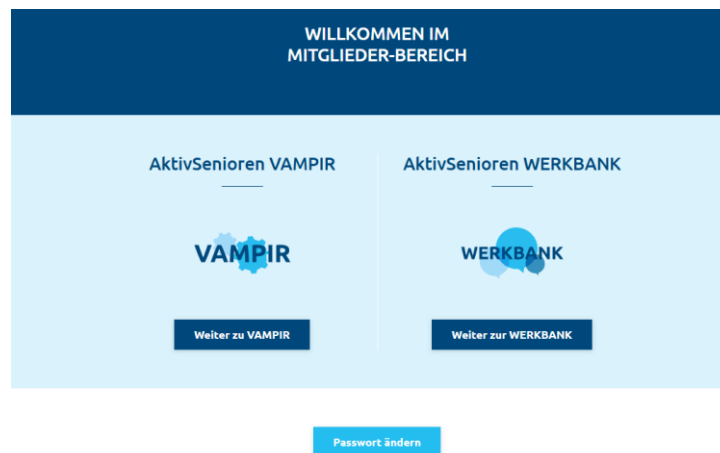 WILLKOMMEN IM
MITGLIEDER-BEREICH
AktivSenioren VAMPIR
AktivSenioren WERKBANK
VAMPIR
WERKBANK
Weiter zu VAMPIR
Weiter zur WERKBANK
Passwort ändern